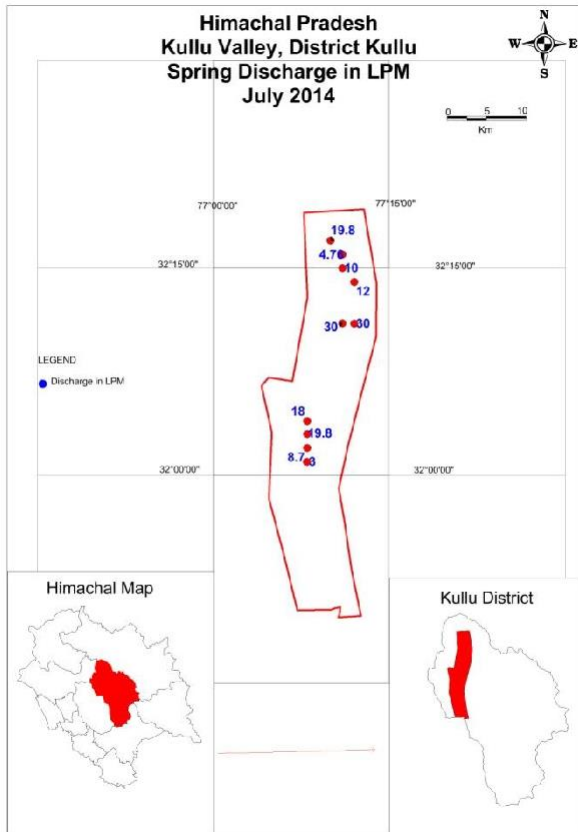 Himachal Pradesh
Kullu Valley, District Kullu
Spring Discharge in LPM
July 2014
N
W E
S
0 5 10
Km
77°00'00" 77°15'00"
19.8
32°15'00" 10 32°15'00"
12
30 30
LEGEND
Discharge in LPM
18
19.8
8.7 3
32°00'00" 32°00'00"
Himachal Map
Kullu District